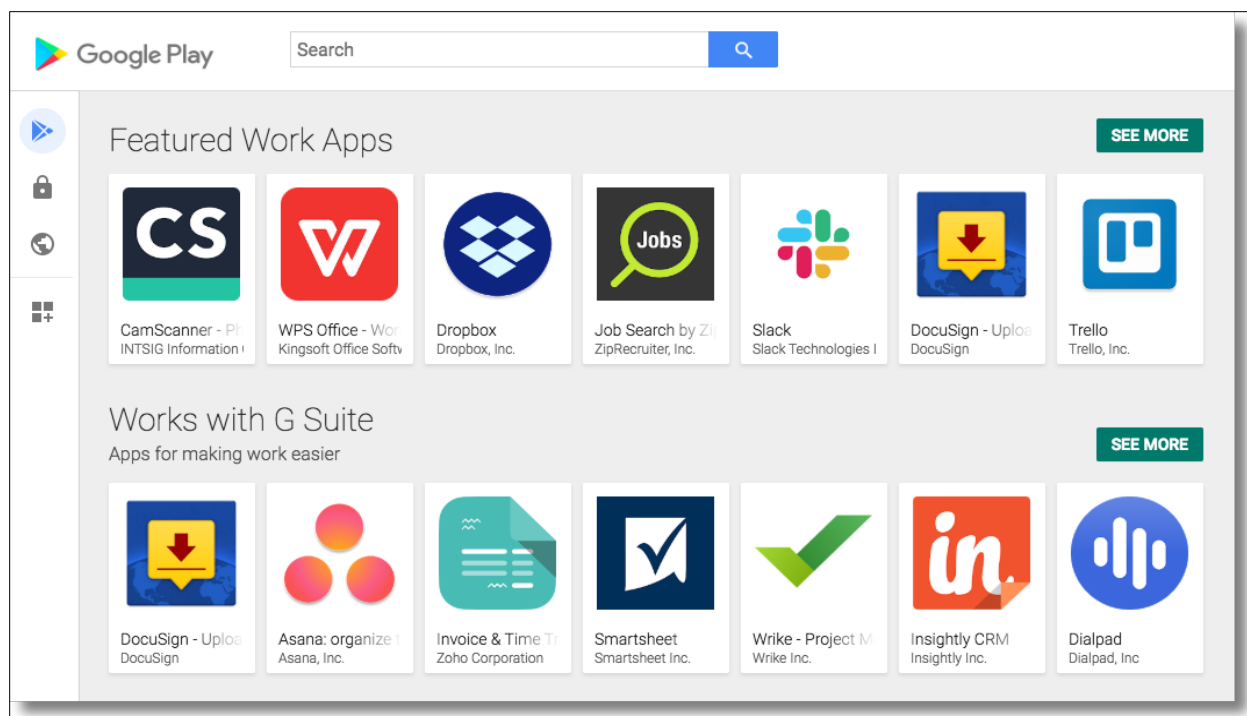 Google Play
Search
Featured Work Apps
SEE MORE
CS
Jobs
CamScanner - Ph
INTSIG Information
WPS Office - Wor
Kingsoft Office Softw
Dropbox
Dropbox, Inc.
Job Search by Zip
ZipRecruiter, Inc.
Slack
Slack Technologies I
DocuSign - Uploa
DocuSign
Trello
Trello, Inc.
Works with G Suite
Apps for making work easier
SEE MORE
in
DocuSign - Uploa
DocuSign
Asana: organize t
Asana, Inc.
Invoice & Time Tr
Zoho Corporation
Smartsheet
Smartsheet Inc.
Wrike - Project M
Wrike Inc.
Insightly CRM
Insightly Inc.
Dialpad
Dialpad, Inc